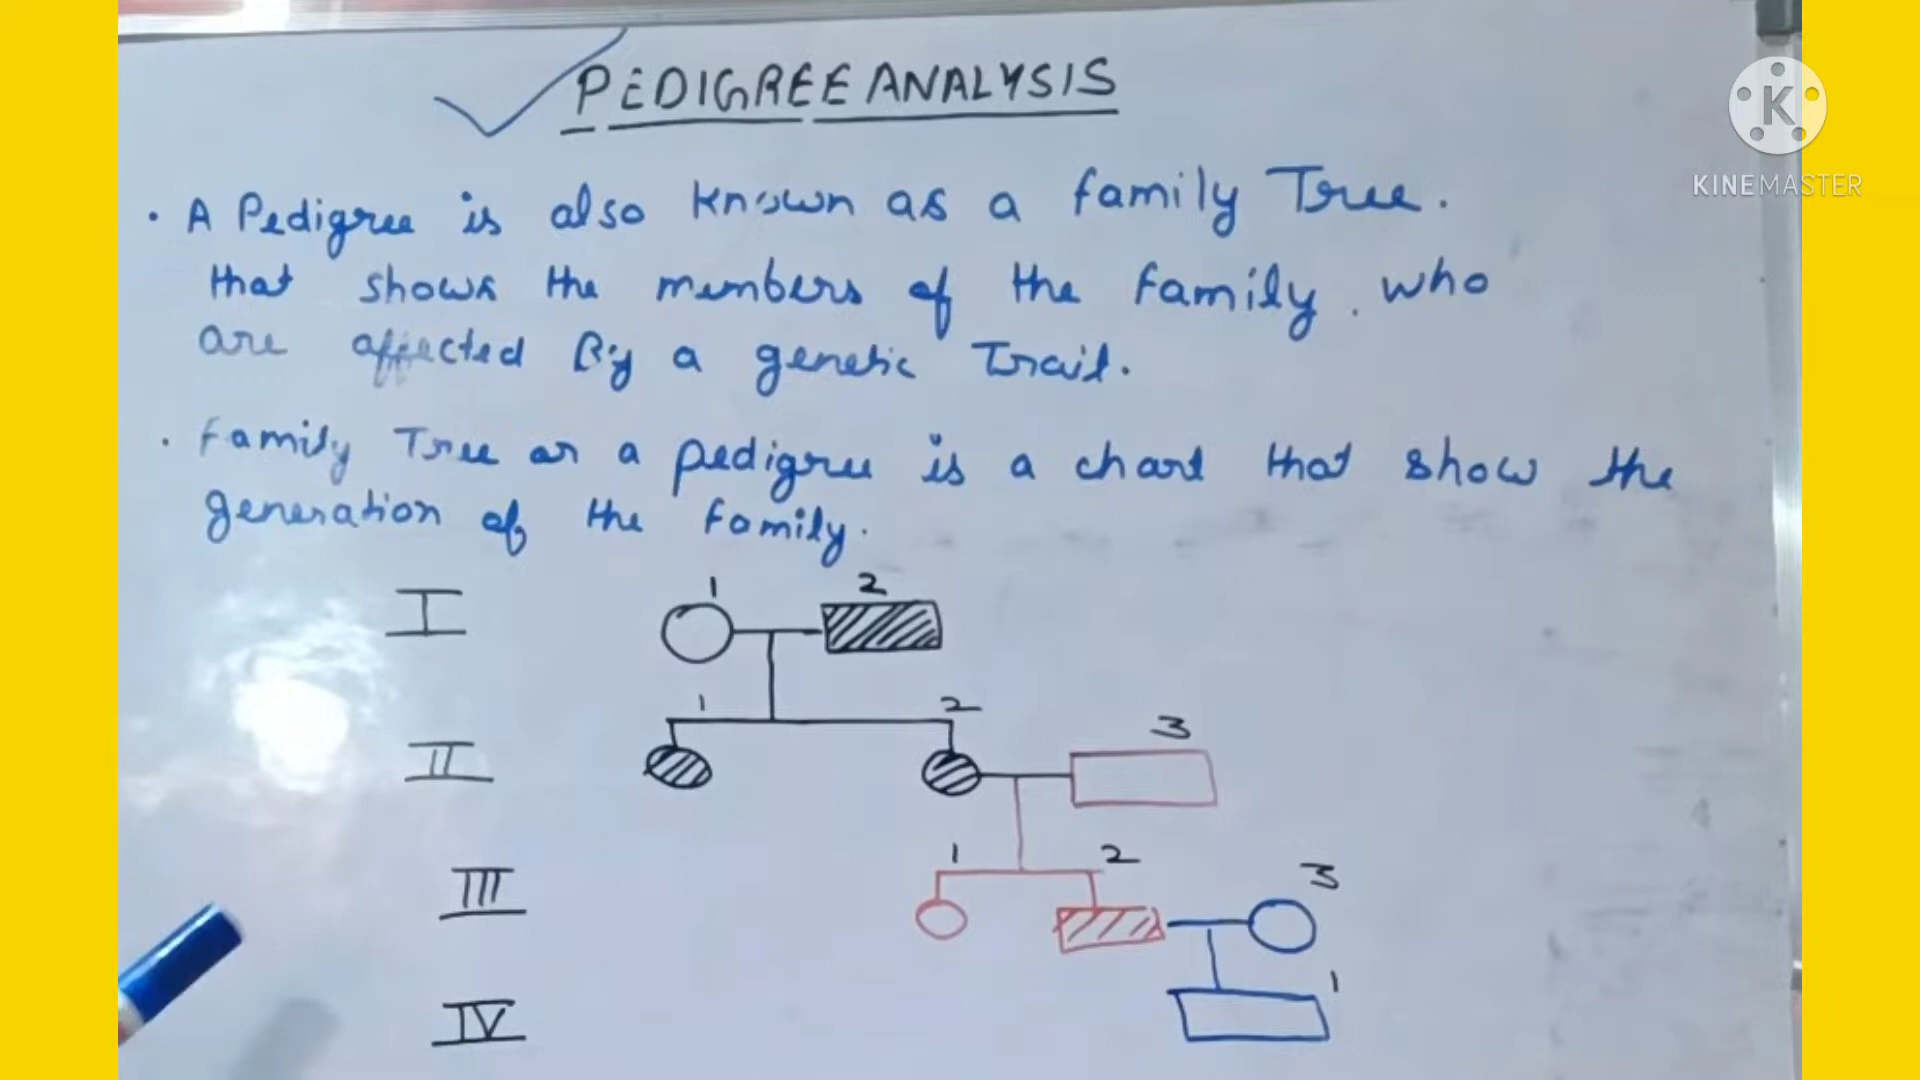 PEDIGREE ANALYSIS
K
KINEMASTER
• A Pedigree is also known as a family Tree.
that shows the members of the family. who
are affected By a genetic Trait.
• Family Tree or a pedigree is a chart that show the
generation of the family.
I 1 2
1 2 3
II
1 2 3
III
1
IV